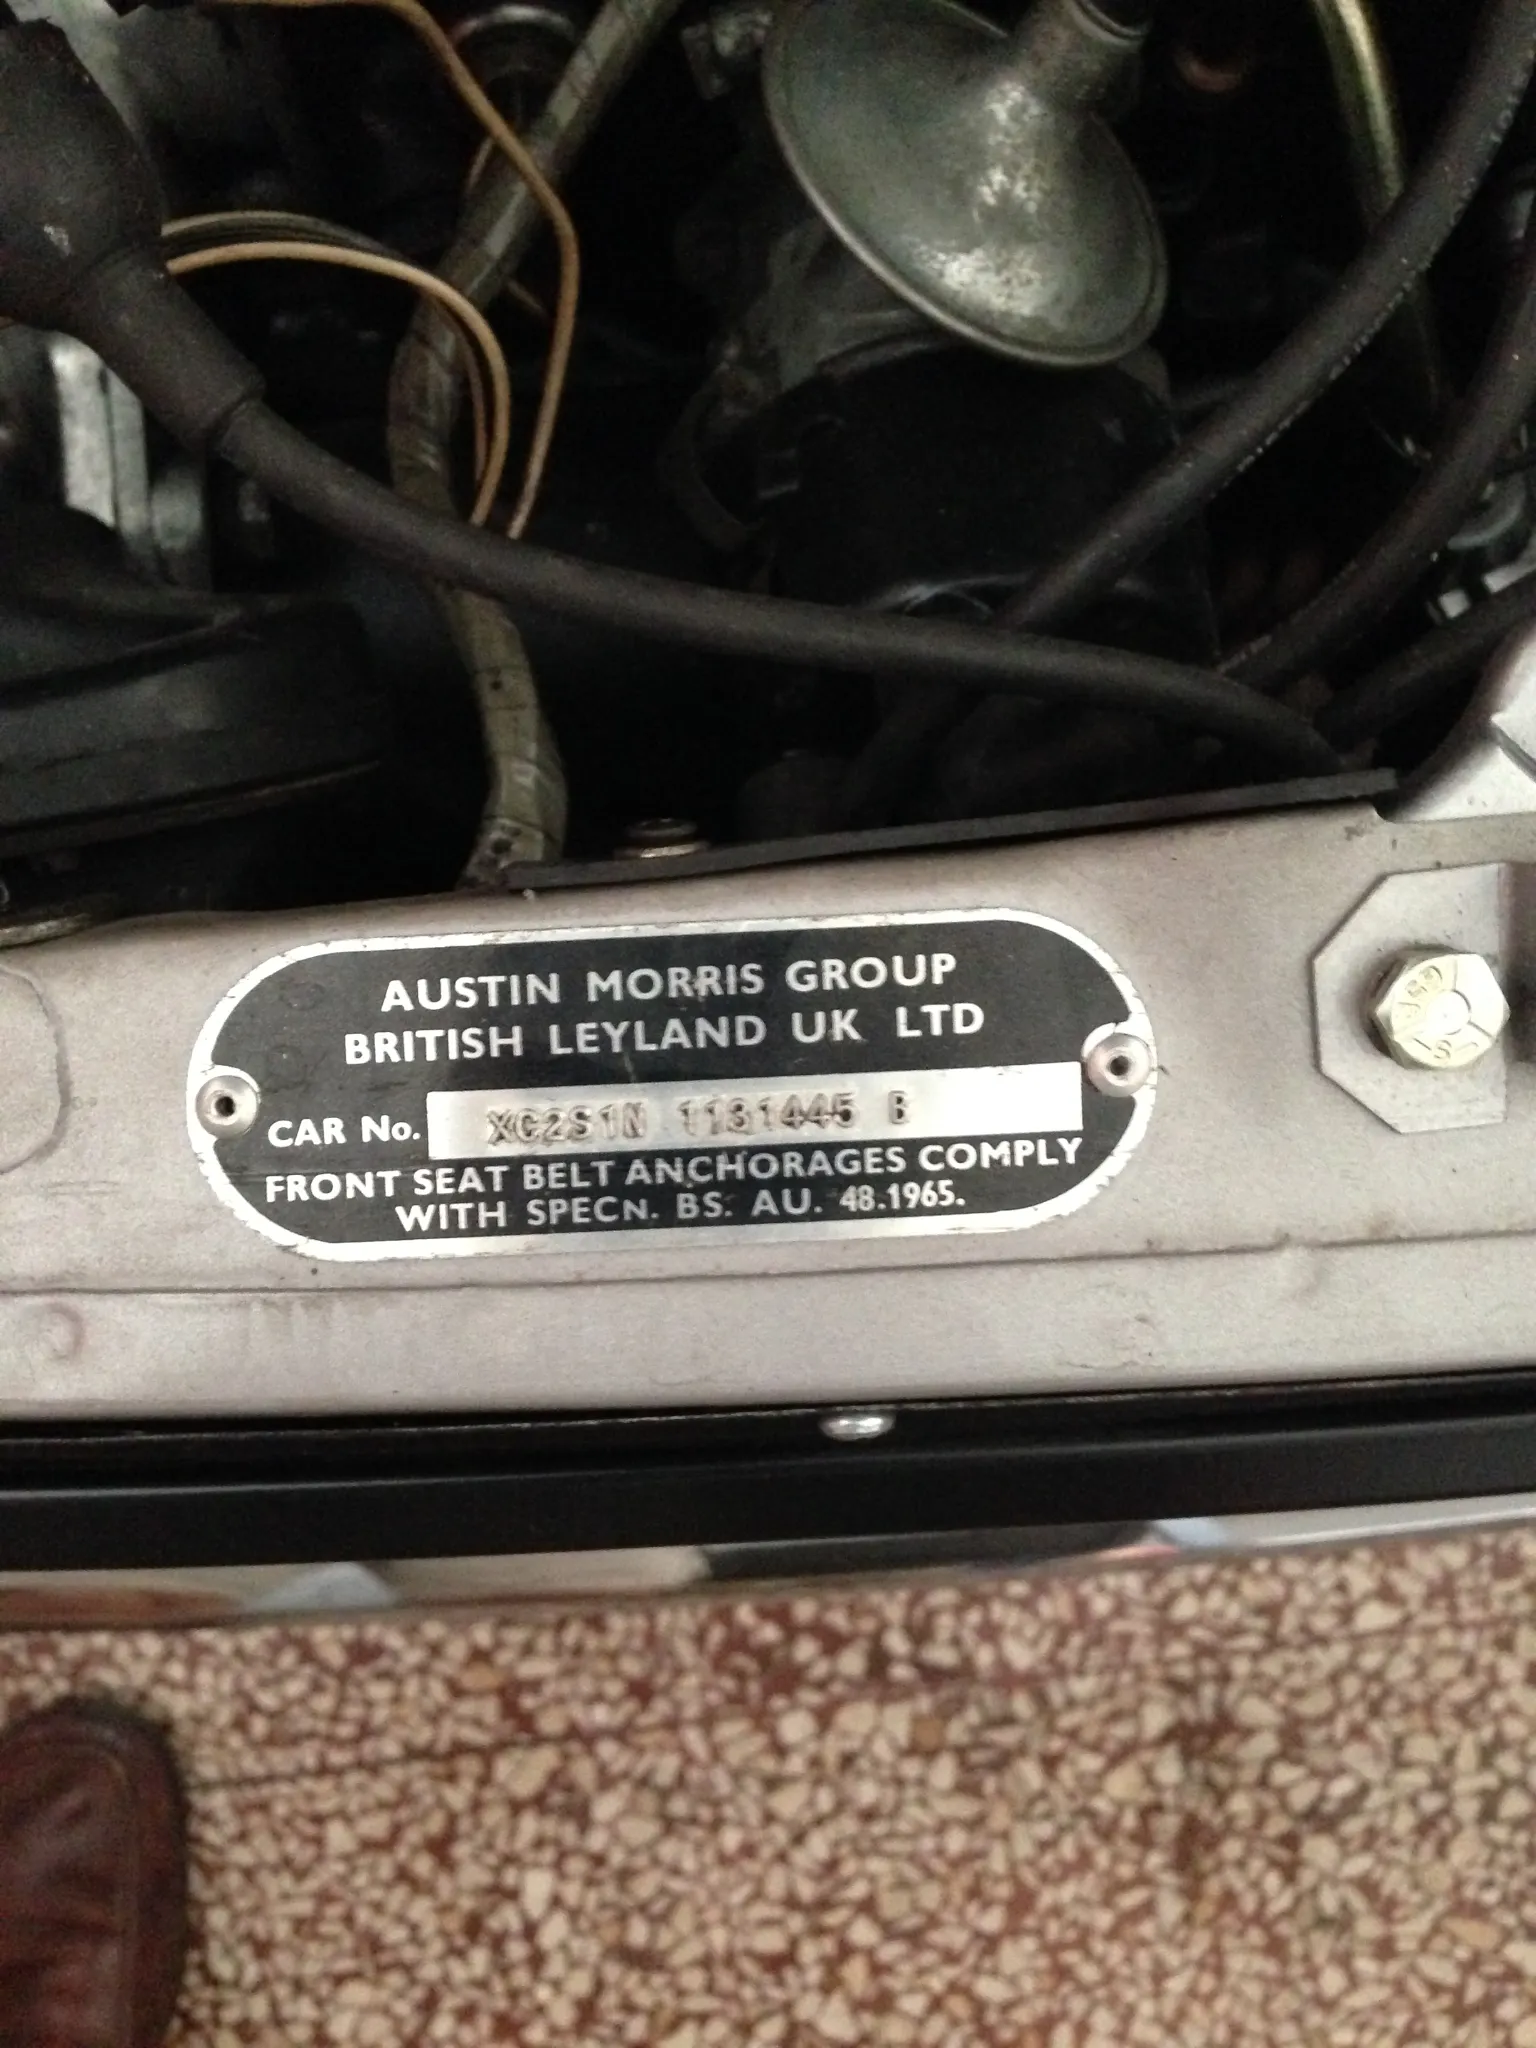 AUSTIN MORRIS GROUP
BRITISH LEYLAND UK LTD
CAR No. XC2S1N 1131445 B
FRONT SEAT BELT ANCHORAGES COMPLY
WITH SPECN. BS. AU. 48.1965.